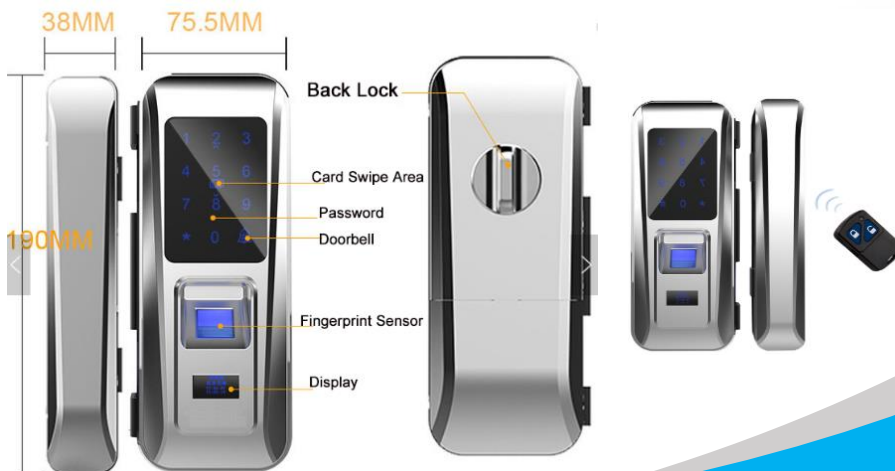 38MM
75.5MM
190MM
Back Lock
Card Swipe Area
Password
Doorbell
Fingerprint Sensor
Display
1 2 3
4 5 6
7 8 9
* 0